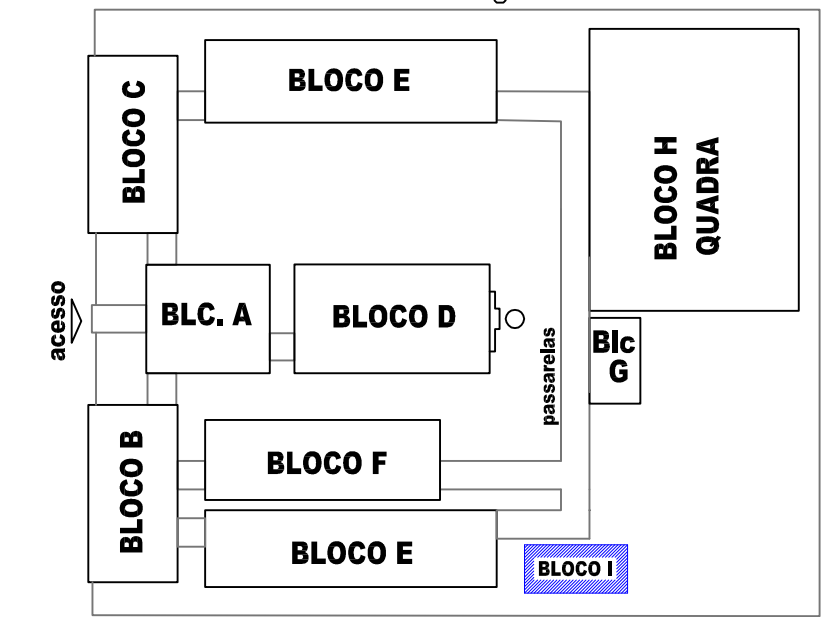 BLOCO E
BLOCO C
BLOCO H
QUADRA
acesso
BLC. A
BLOCO D
passarelas
Blc
G
BLOCO B
BLOCO F
BLOCO E
BLOCO I